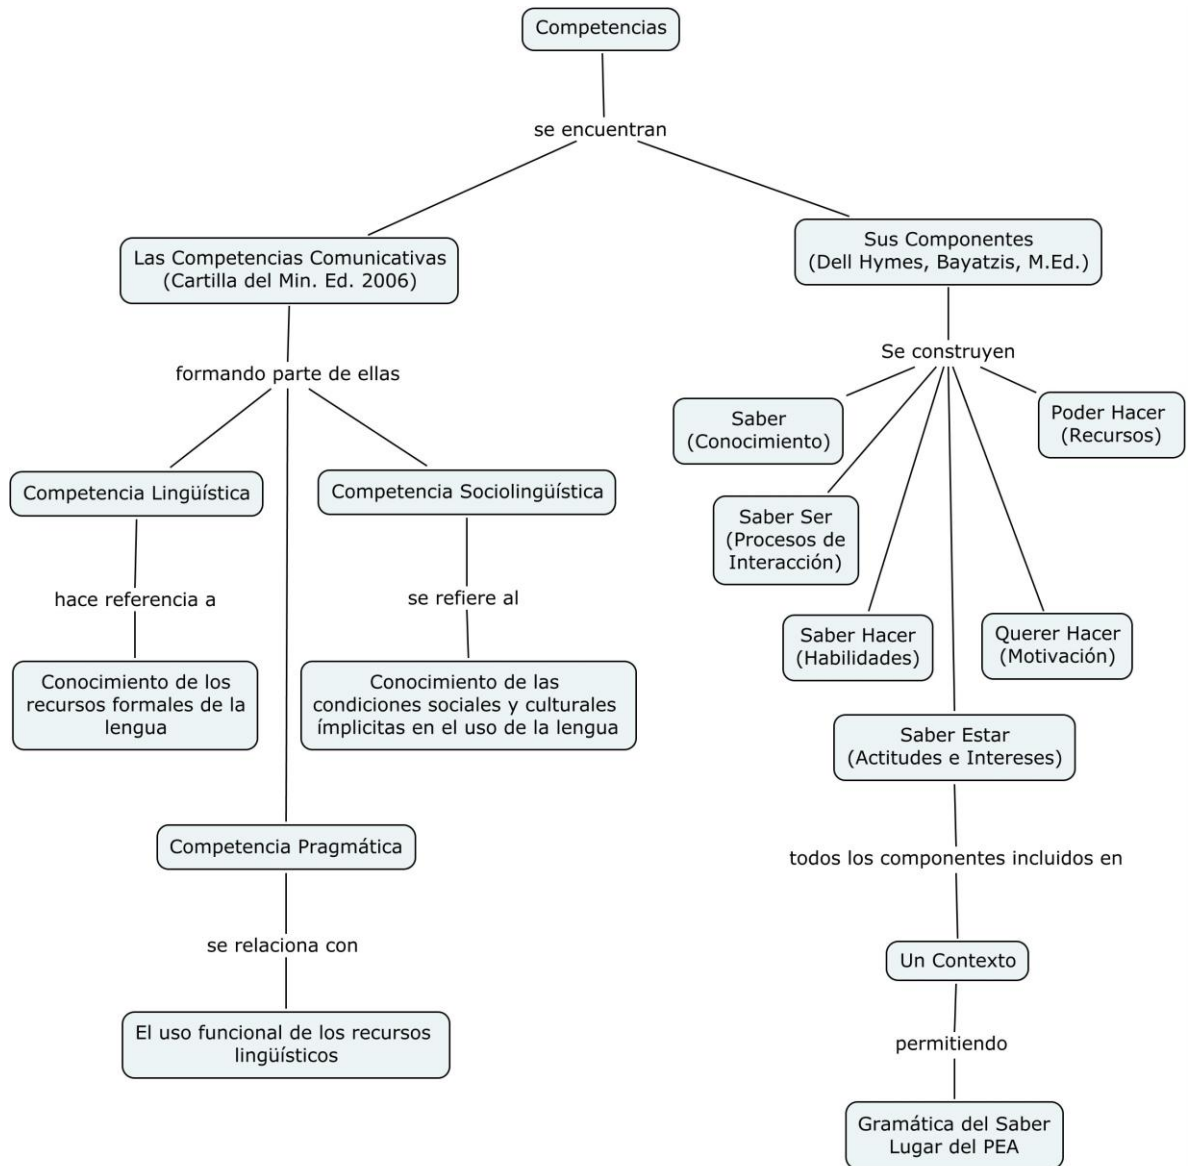 Competencias
se encuentran
Las Competencias Comunicativas
(Cartilla del Min. Ed. 2006)
Sus Componentes
(Dell Hymes, Bayatzis, M.Ed.)
formando parte de ellas
Se construyen
Competencia Lingüística
Competencia Sociolingüística
hace referencia a
se refiere al
Conocimiento de los
recursos formales de la
lengua
Conocimiento de las
condiciones sociales y culturales
ímplicitas en el uso de la lengua
Competencia Pragmática
se relaciona con
El uso funcional de los recursos
lingüísticos
Saber
(Conocimiento)
Poder Hacer
(Recursos)
Saber Ser
(Procesos de
Interacción)
Saber Hacer
(Habilidades)
Querer Hacer
(Motivación)
Saber Estar
(Actitudes e Intereses)
todos los componentes incluidos en
Un Contexto
permitiendo
Gramática del Saber
Lugar del PEA